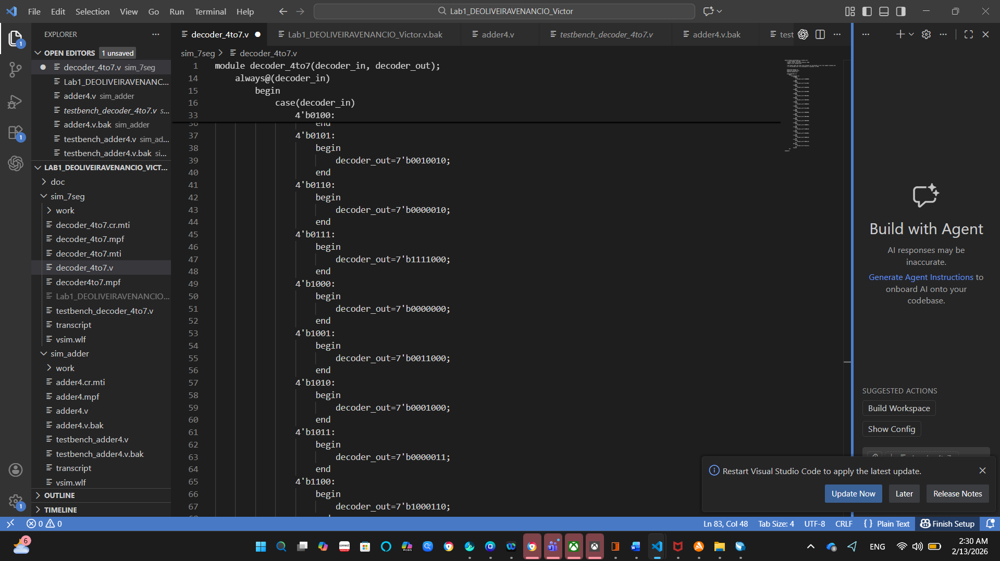 File Edit Selection View Go Run Terminal Help
Lab1_DEOLIVEIRAVENANCIO_Victor
EXPLORER
OPEN EDITORS 1 unsaved
decoder_4to7.v sim_7seg
Lab1_DEOLIVEIRAVENANC...
adder4.v sim_adder
testbench_decoder_4to7.v s...
adder4.v.bak sim_adder
testbench_adder4.v sim_ad...
testbench_adder4.v.bak si...
LAB1_DEOLIVEIRAVENANCIO_VICT...
doc
sim_7seg
work
decoder_4to7.cr.mti
decoder_4to7.mpf
decoder_4to7.mti
decoder_4to7.v
decoder4to7.mpf
Lab1_DEOLIVEIRAVENANCIO...
testbench_decoder_4to7.v
transcript
vsim.wlf
sim_adder
work
adder4.cr.mti
adder4.mpf
adder4.v
adder4.v.bak
testbench_adder4.v
testbench_adder4.v.bak
transcript
vsim.wlf
OUTLINE
TIMELINE
decoder_4to7.v Lab1_DEOLIVEIRAVENANCIO_Victor.v.bak adder4.v testbench_decoder_4to7.v adder4.v.bak test
sim_7seg > decoder_4to7.v
1 module decoder_4to7(decoder_in, decoder_out);
14 always@(decoder_in)
15 begin
16 case(decoder_in)
33 4'b0100:
36 end
37 4'b0101:
38 begin
39 decoder_out=7'b0010010;
40 end
41 4'b0110:
42 begin
43 decoder_out=7'b0000010;
44 end
45 4'b0111:
46 begin
47 decoder_out=7'b1111000;
48 end
49 4'b1000:
50 begin
51 decoder_out=7'b0000000;
52 end
53 4'b1001:
54 begin
55 decoder_out=7'b0011000;
56 end
57 4'b1010:
58 begin
59 decoder_out=7'b0001000;
60 end
61 4'b1011:
62 begin
63 decoder_out=7'b0000011;
64 end
65 4'b1100:
66 begin
67 decoder_out=7'b1000110;
Build with Agent
AI responses may be
inaccurate.
Generate Agent Instructions to
onboard AI onto your
codebase.
SUGGESTED ACTIONS
Build Workspace
Show Config
Restart Visual Studio Code to apply the latest update.
Update Now Later Release Notes
0 0 Ln 83, Col 48 Tab Size: 4 UTF-8 CRLF { } Plain Text Finish Setup
6 ENG 2:30 AM
2/13/2026